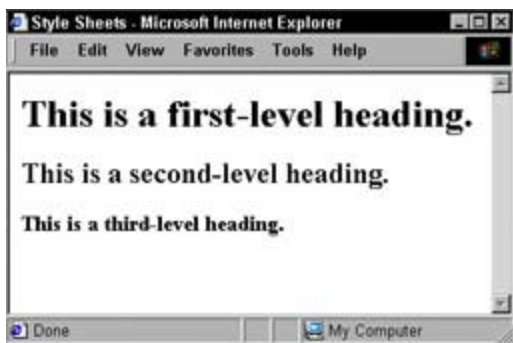 Style Sheets - Microsoft Internet Explorer
File Edit View Favorites Tools Help
This is a first-level heading.
This is a second-level heading.
This is a third-level heading.
Done My Computer